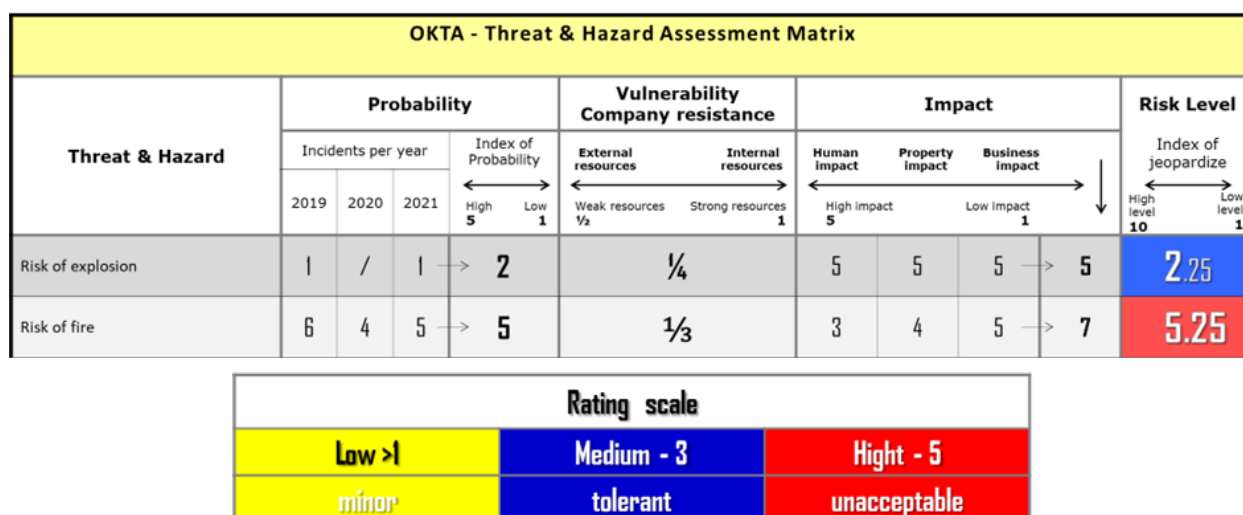 OKTA - Threat & Hazard Assessment Matrix
Threat & Hazard
Probability
Vulnerability
Company resistance
Impact
Risk Level
Incidents per year
Index of
Probability
External
resources
Internal
resources
Human
impact
Property
impact
Business
impact
Index of
jeopardize
2019 2020 2021
High
5
Low
1
Weak resources
½
Strong resources
1
High impact
5
Low impact
1
High
level
10
Low
level
1
Risk of explosion 1 / 1 2 ¼ 5 5 5 5 2.25
Risk of fire 6 4 5 5 ⅓ 3 4 5 7 5.25
Rating scale
Low >1 Medium - 3 Hight - 5
minor tolerant unacceptable